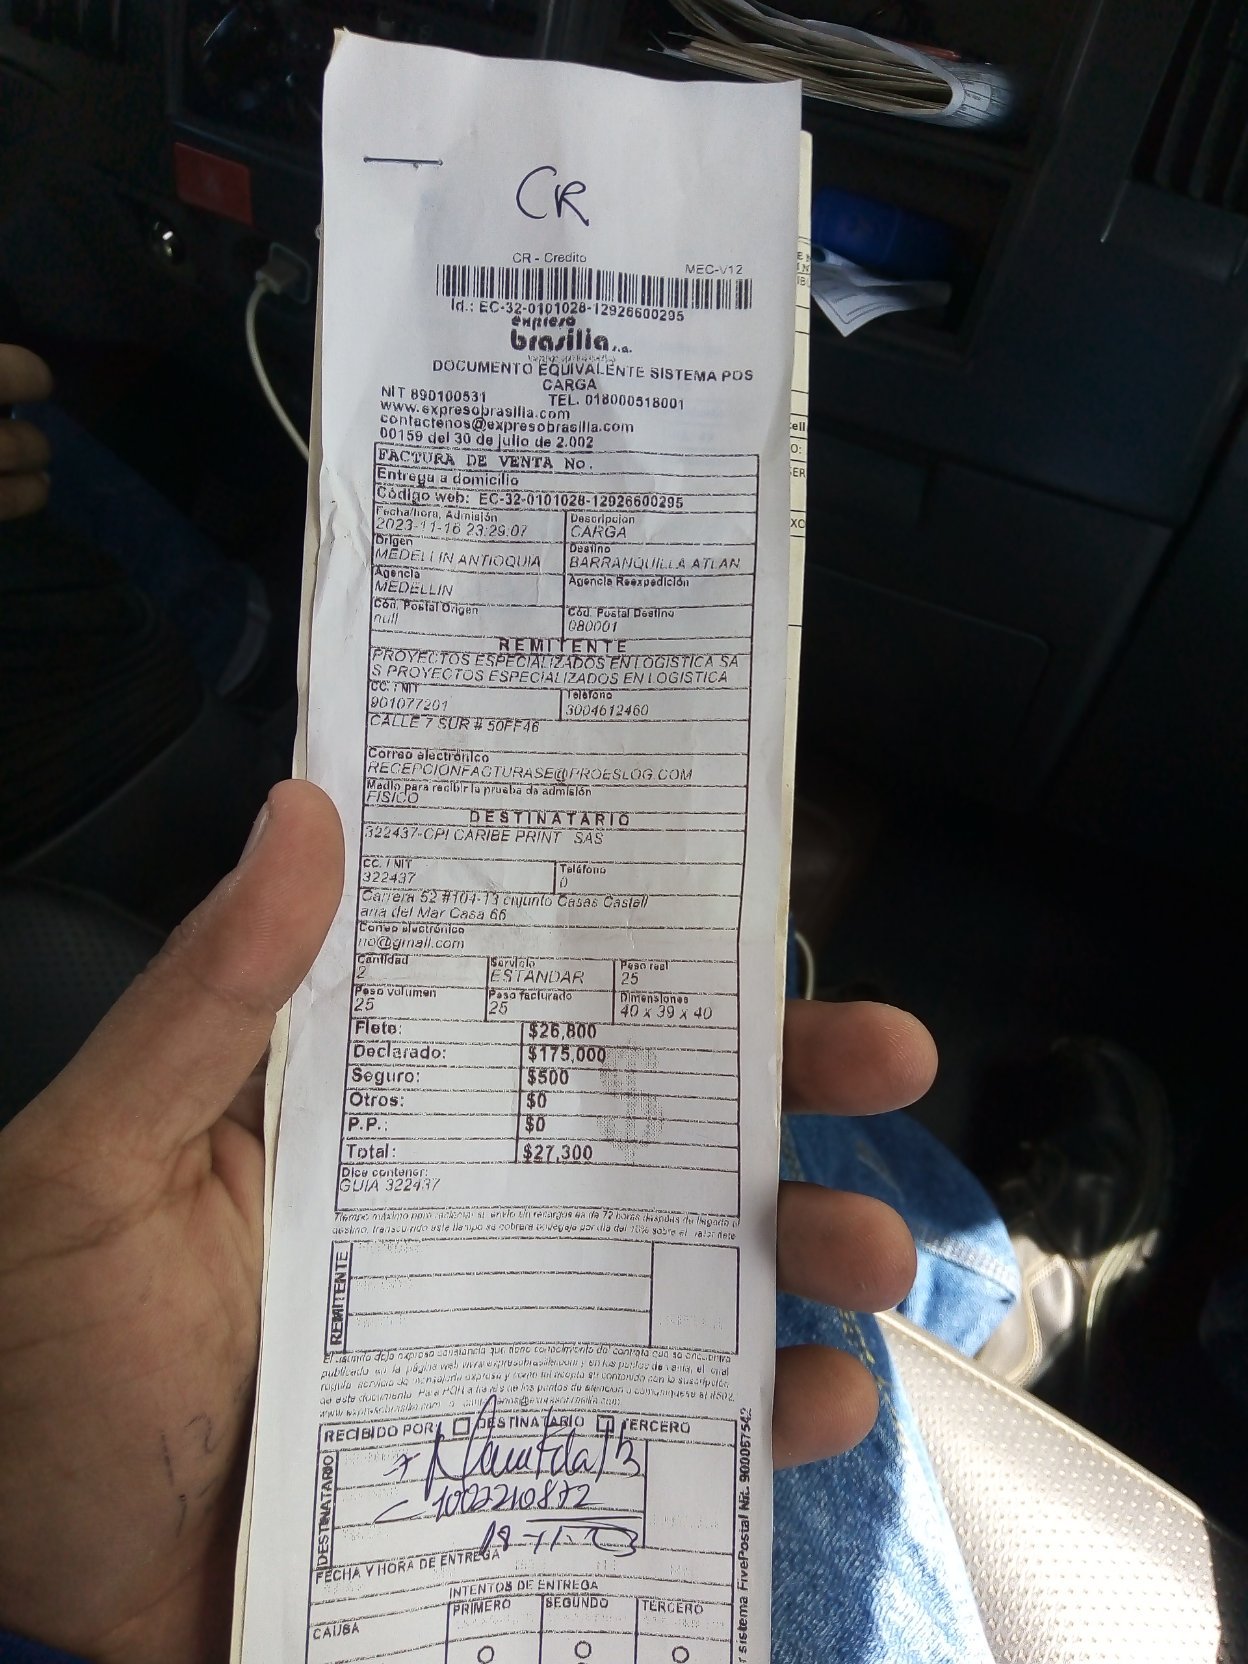 CR
CR - Credito
MEC-V12
Id.: EC-32-0101028-12926600295
expreso
brasilia s.a.
DOCUMENTO EQUIVALENTE SISTEMA PDS
CARGA
NIT 890100531 TEL. 018000518001
www.expresobrasilia.com
contactenos@expresobrasilia.com
00159 del 30 de julio de 2.002
FACTURA DE VENTA No.
Entrega a domicilio
Código web: EC-32-0101028-12926600295
Fecha/hora, Admisión Descripcion
2023-11-16 23:29:07 CARGA
Origen Destino
MEDELLIN ANTIOQUIA BARRANQUILLA ATLAN
Agencia Agencia Reexpedición
MEDELLIN
Cód. Postal Origen Cód. Postal Destino
null 080001
REMITENTE
PROYECTOS ESPECIALIZADOS EN LOGISTICA SA
S PROYECTOS ESPECIALIZADOS EN LOGISTICA
CC. / NIT Teléfono
901077201 3004612460
CALLE 7 SUR # 50FF46
Correo electrónico
RECEPCIONFACTURASE@PROESLOG.COM
Medio para recibir la prueba de admisión
FISICO
DESTINATARIO
322437-CPI CARIBE PRINT SAS
CC. / NIT Teléfono
322437 0
Carrera 52 #104-13 cnjunto Casas Castell
ana del Mar Casa 66
Correo electrónico
no@gmail.com
Cantidad Servicio Peso real
2 ESTANDAR 25
Peso volumen Peso facturado Dimensiones
25 25 40 x 39 x 40
Flete: $26,800
Declarado: $175,000
Seguro: $500
Otros: $0
P.P.: $0
Total: $27,300
Dice contener:
GUIA 322437
REMITENTE
RECIBIDO POR: DESTINATARIO TERCERO
DESTINATARIO
1002210872
FECHA Y HORA DE ENTREGA
INTENTOS DE ENTREGA
CAUSA PRIMERO SEGUNDO TERCERO
sistema FivePostal Nit. 900057542